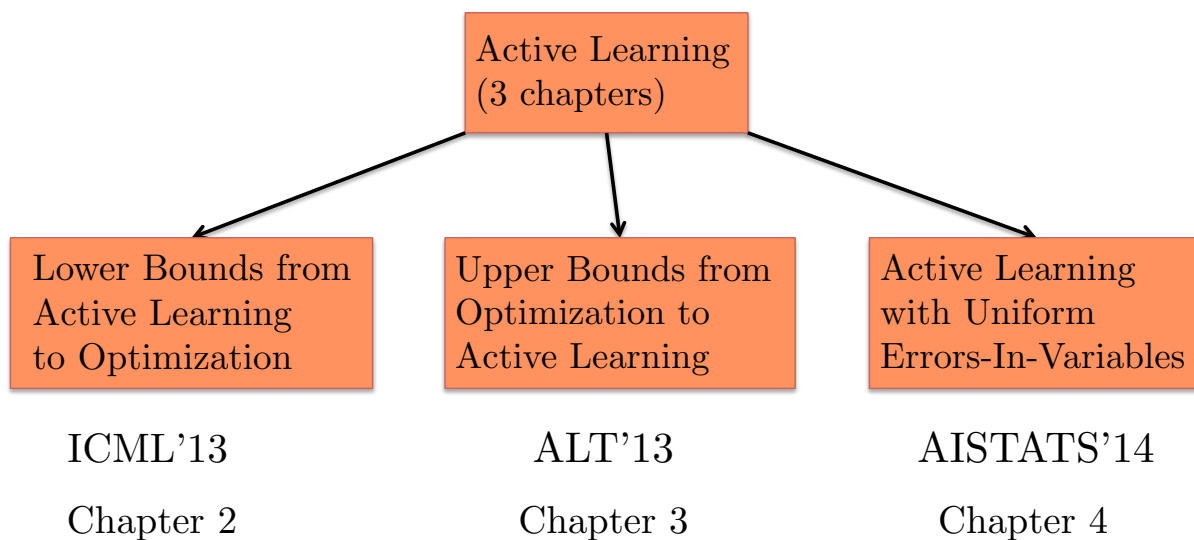 Active Learning
(3 chapters)
Lower Bounds from
Active Learning
to Optimization
Upper Bounds from
Optimization to
Active Learning
Active Learning
with Uniform
Errors-In-Variables
ICML’13
ALT’13
AISTATS’14
Chapter 2
Chapter 3
Chapter 4